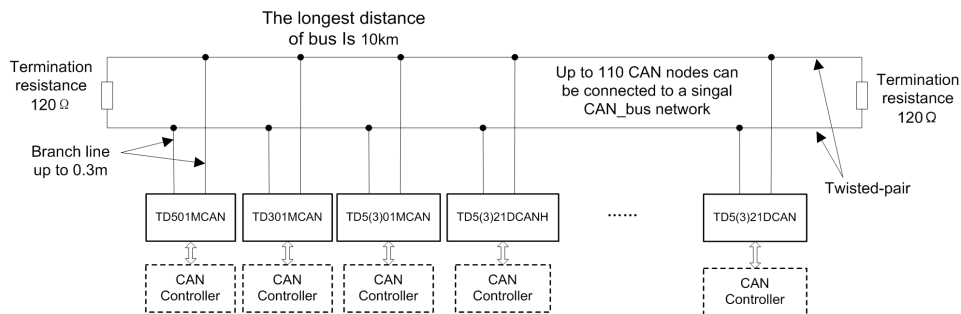 The longest distance
of bus Is 10km
Termination
resistance
120Ω
Up to 110 CAN nodes can
be connected to a singal
CAN_bus network
Termination
resistance
120Ω
Branch line
up to 0.3m
Twisted-pair
TD501MCAN
TD301MCAN
TD5(3)01MCAN
TD5(3)21DCANH
......
TD5(3)21DCAN
CAN
Controller
CAN
Controller
CAN
Controller
CAN
Controller
CAN
Controller